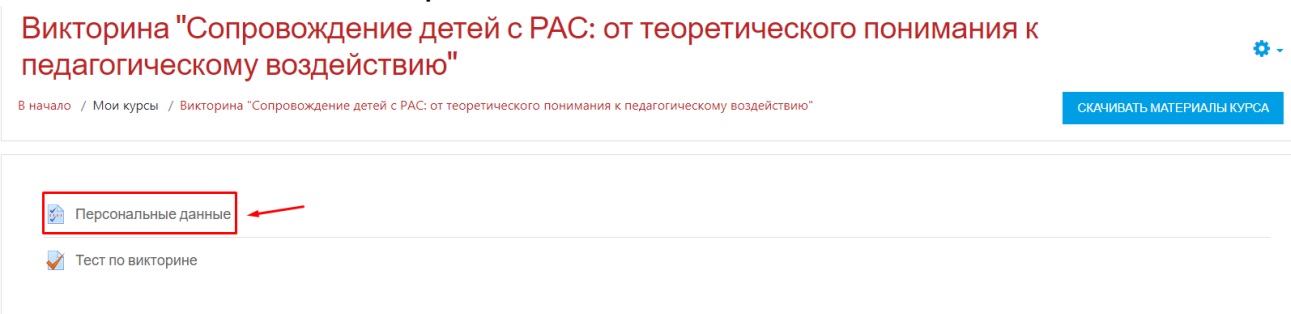 Викторина "Сопровождение детей с РАС: от теоретического понимания к
педагогическому воздействию"
В начало / Мои курсы / Викторина "Сопровождение детей с РАС: от теоретического понимания к педагогическому воздействию"
СКАЧИВАТЬ МАТЕРИАЛЫ КУРСА
Персональные данные
Тест по викторине